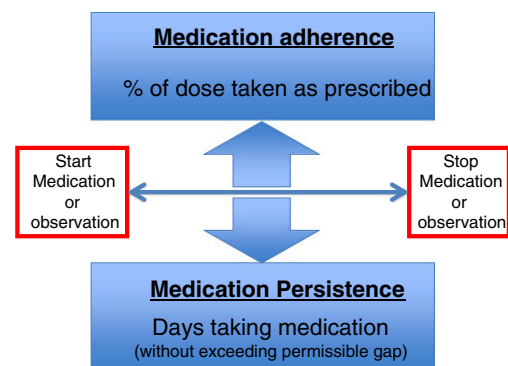 Medication adherence
% of dose taken as prescribed
Start
Medication
or
observation
Stop
Medication
or
observation
Medication Persistence
Days taking medication
(without exceeding permissible gap)